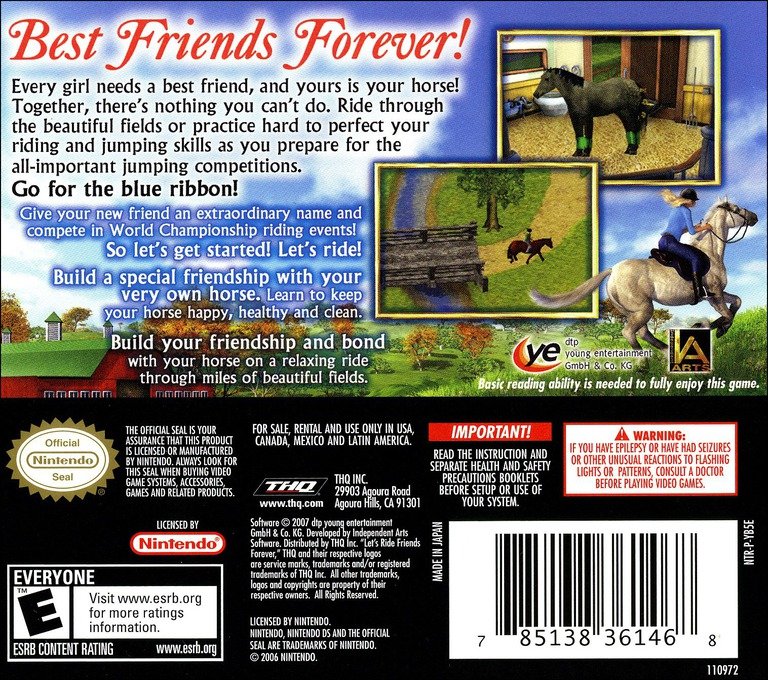 Best Friends Forever!
Every girl needs a best friend, and yours is your horse!
Together, there's nothing you can't do. Ride through
the beautiful fields or practice hard to perfect your
riding and jumping skills as you prepare for the
all-important jumping competitions.
Go for the blue ribbon!
Give your new friend an extraordinary name and
compete in World Championship riding events!
So let's get started! Let's ride!
Build a special friendship with your
very own horse. Learn to keep
your horse happy, healthy and clean.
Build your friendship and bond
with your horse on a relaxing ride
through miles of beautiful fields.
ye
dtp
young entertainment
GmbH & Co. KG
IA
ARTS
Basic reading ability is needed to fully enjoy this game.
Official
Nintendo
Seal
®
THE OFFICIAL SEAL IS YOUR
ASSURANCE THAT THIS PRODUCT
IS LICENSED OR MANUFACTURED
BY NINTENDO. ALWAYS LOOK FOR
THIS SEAL WHEN BUYING VIDEO
GAME SYSTEMS, ACCESSORIES,
GAMES AND RELATED PRODUCTS.
LICENSED BY
Nintendo®
EVERYONE
TM
E
Visit www.esrb.org
for more ratings
information.
ESRB CONTENT RATING www.esrb.org
FOR SALE, RENTAL AND USE ONLY IN USA,
CANADA, MEXICO AND LATIN AMERICA.
THQ
www.thq.com
THQ INC.
29903 Agoura Road
Agoura Hills, CA 91301
Software © 2007 dtp young entertainment
GmbH & Co. KG. Developed by Independent Arts
Software. Distributed by THQ Inc. "Let's Ride Friends
Forever," THQ and their respective logos
are service marks, trademarks and/or registered
trademarks of THQ Inc. All other trademarks,
logos and copyrights are property of their
respective owners. All Rights Reserved.
LICENSED BY NINTENDO.
NINTENDO, NINTENDO DS AND THE OFFICIAL
SEAL ARE TRADEMARKS OF NINTENDO.
© 2006 NINTENDO.
IMPORTANT!
READ THE INSTRUCTION AND
SEPARATE HEALTH AND SAFETY
PRECAUTIONS BOOKLETS
BEFORE SETUP OR USE OF
YOUR SYSTEM.
WARNING:
IF YOU HAVE EPILEPSY OR HAVE HAD SEIZURES
OR OTHER UNUSUAL REACTIONS TO FLASHING
LIGHTS OR PATTERNS, CONSULT A DOCTOR
BEFORE PLAYING VIDEO GAMES.
MADE IN JAPAN
7 85138 36146 8
NTR-P-YB5E
110972